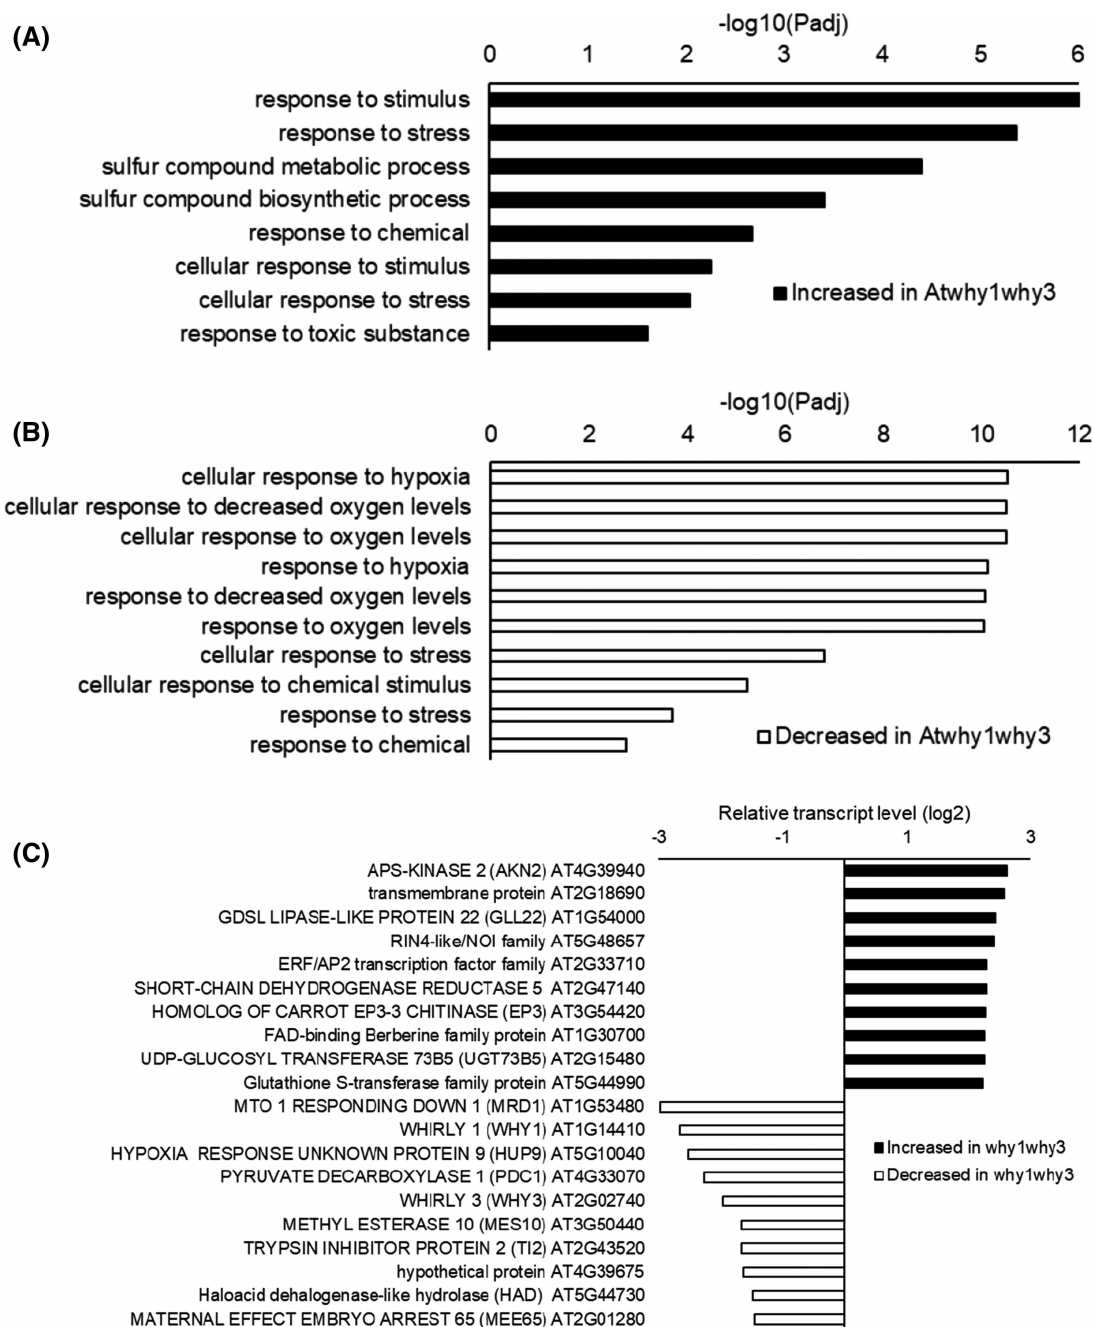 (A)
-log10(Padj)
0 1 2 3 4 5 6
response to stimulus
response to stress
sulfur compound metabolic process
sulfur compound biosynthetic process
response to chemical
cellular response to stimulus
cellular response to stress
response to toxic substance
Increased in Atwhy1why3
(B)
-log10(Padj)
0 2 4 6 8 10 12
cellular response to hypoxia
cellular response to decreased oxygen levels
cellular response to oxygen levels
response to hypoxia
response to decreased oxygen levels
response to oxygen levels
cellular response to stress
cellular response to chemical stimulus
response to stress
response to chemical
Decreased in Atwhy1why3
(C)
Relative transcript level (log2)
-3 -1 1 3
APS-KINASE 2 (AKN2) AT4G39940
transmembrane protein AT2G18690
GDSL LIPASE-LIKE PROTEIN 22 (GLL22) AT1G54000
RIN4-like/NOI family AT5G48657
ERF/AP2 transcription factor family AT2G33710
SHORT-CHAIN DEHYDROGENASE REDUCTASE 5 AT2G47140
HOMOLOG OF CARROT EP3-3 CHITINASE (EP3) AT3G54420
FAD-binding Berberine family protein AT1G30700
UDP-GLUCOSYL TRANSFERASE 73B5 (UGT73B5) AT2G15480
Glutathione S-transferase family protein AT5G44990
MTO 1 RESPONDING DOWN 1 (MRD1) AT1G53480
WHIRLY 1 (WHY1) AT1G14410
HYPOXIA RESPONSE UNKNOWN PROTEIN 9 (HUP9) AT5G10040
PYRUVATE DECARBOXYLASE 1 (PDC1) AT4G33070
WHIRLY 3 (WHY3) AT2G02740
METHYL ESTERASE 10 (MES10) AT3G50440
TRYPSIN INHIBITOR PROTEIN 2 (TI2) AT2G43520
hypothetical protein AT4G39675
Haloacid dehalogenase-like hydrolase (HAD) AT5G44730
MATERNAL EFFECT EMBRYO ARREST 65 (MEE65) AT2G01280
Increased in why1why3
Decreased in why1why3